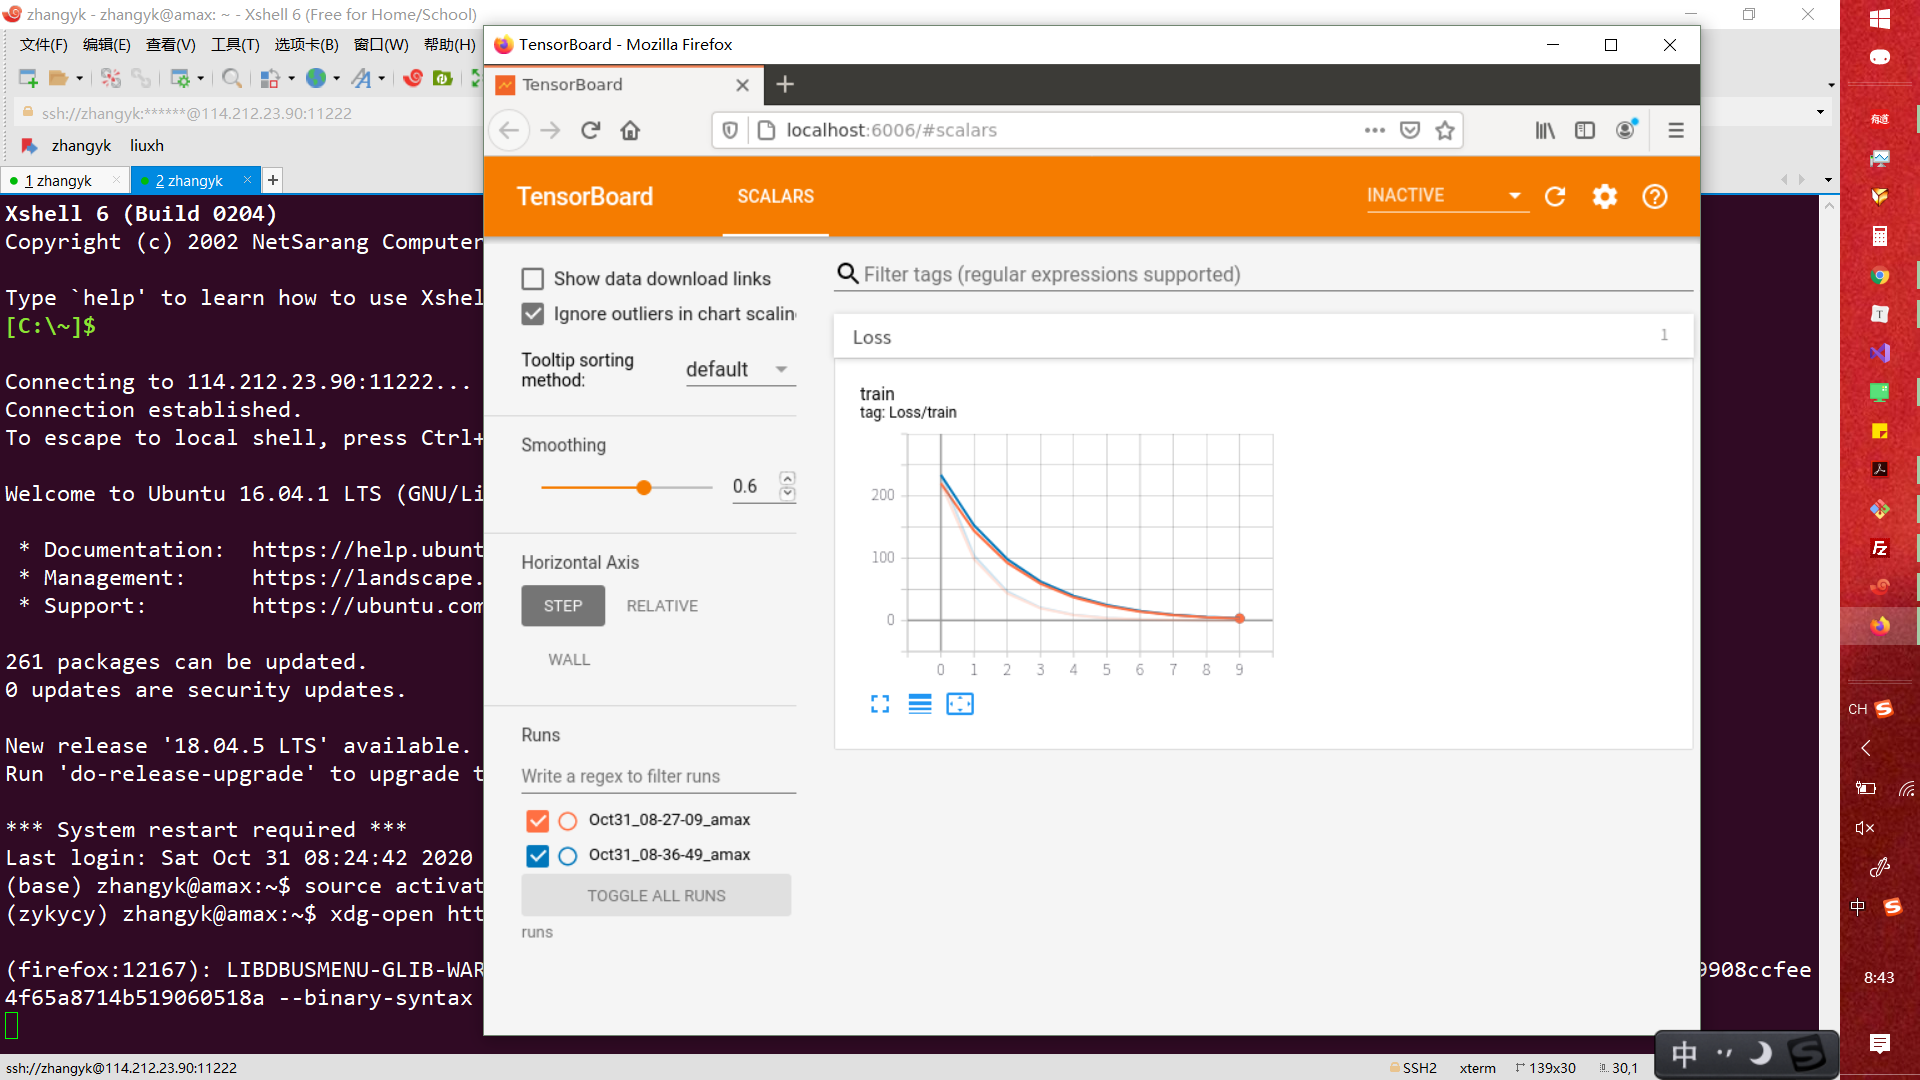 zhangyk - zhangyk@amax: ~ - Xshell 6 (Free for Home/School)
文件(F) 编辑(E) 查看(V) 工具(T) 选项卡(B) 窗口(W) 帮助(H)
ssh://zhangyk:******@114.212.23.90:11222
zhangyk liuxh
1 zhangyk
2 zhangyk
Xshell 6 (Build 0204)
Copyright (c) 2002 NetSarang Computer
Type `help' to learn how to use Xshel
[C:\~]$
Connecting to 114.212.23.90:11222...
Connection established.
To escape to local shell, press Ctrl+
Welcome to Ubuntu 16.04.1 LTS (GNU/Li
* Documentation: https://help.ubunt
* Management: https://landscape.
* Support: https://ubuntu.com
261 packages can be updated.
0 updates are security updates.
New release '18.04.5 LTS' available.
Run 'do-release-upgrade' to upgrade t
*** System restart required ***
Last login: Sat Oct 31 08:24:42 2020
(base) zhangyk@amax:~$ source activat
(zykycy) zhangyk@amax:~$ xdg-open htt
(firefox:12167): LIBDBUSMENU-GLIB-WAR
9908ccfee
4f65a8714b519060518a --binary-syntax
ssh://zhangyk@114.212.23.90:11222
SSH2 xterm 139x30 30,1
TensorBoard - Mozilla Firefox
TensorBoard
localhost:6006/#scalars
TensorBoard SCALARS INACTIVE
Show data download links
Ignore outliers in chart scalin
Tooltip sorting
method:
default
Smoothing
0.6
Horizontal Axis
STEP RELATIVE
WALL
Runs
Write a regex to filter runs
Oct31_08-27-09_amax
Oct31_08-36-49_amax
TOGGLE ALL RUNS
runs
Filter tags (regular expressions supported)
Loss 1
train
tag: Loss/train
200
100
0
0 1 2 3 4 5 6 7 8 9
有道
T
FZ
CH S
中 S
8:43
中 S